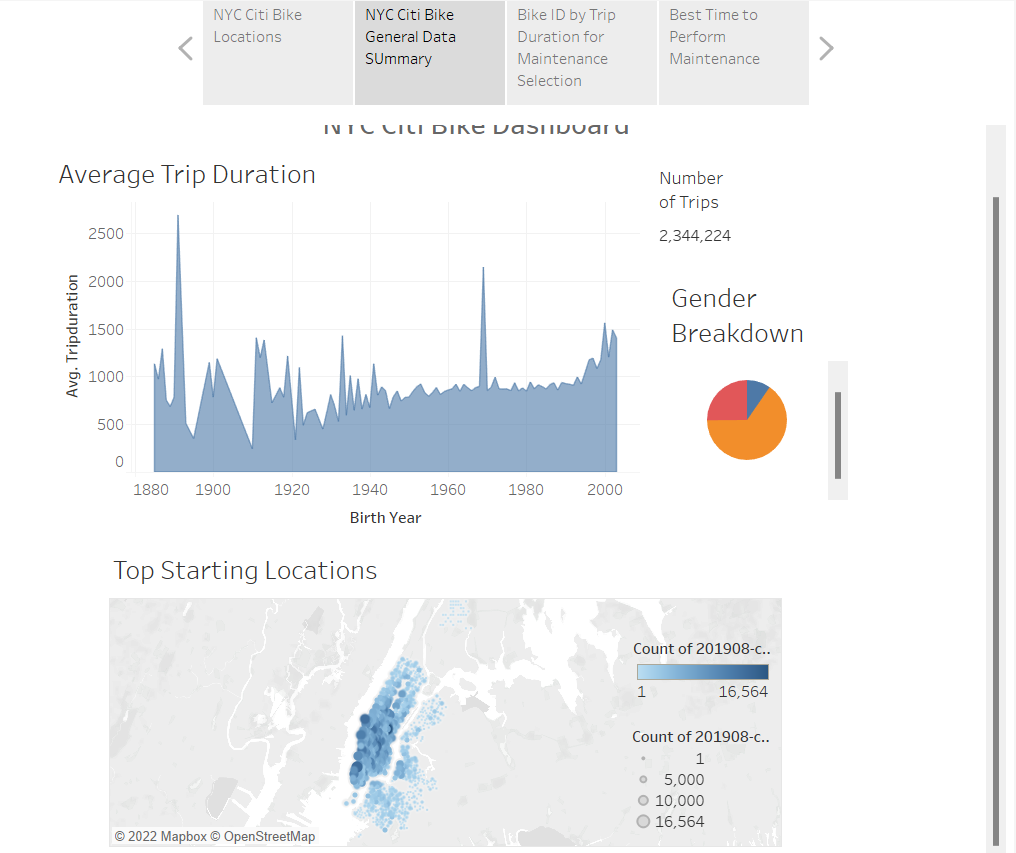 NYC Citi Bike
Locations
NYC Citi Bike
General Data
SUmmary
Bike ID by Trip
Duration for
Maintenance
Selection
Best Time to
Perform
Maintenance
NYC Citi Bike Dashboard
Average Trip Duration
Avg. Tripduration
2500
2000
1500
1000
500
0
1880 1900 1920 1940 1960 1980 2000
Birth Year
Number
of Trips
2,344,224
Gender
Breakdown
Top Starting Locations
Count of 201908-c..
1 16,564
Count of 201908-c..
1
5,000
10,000
16,564
© 2022 Mapbox © OpenStreetMap